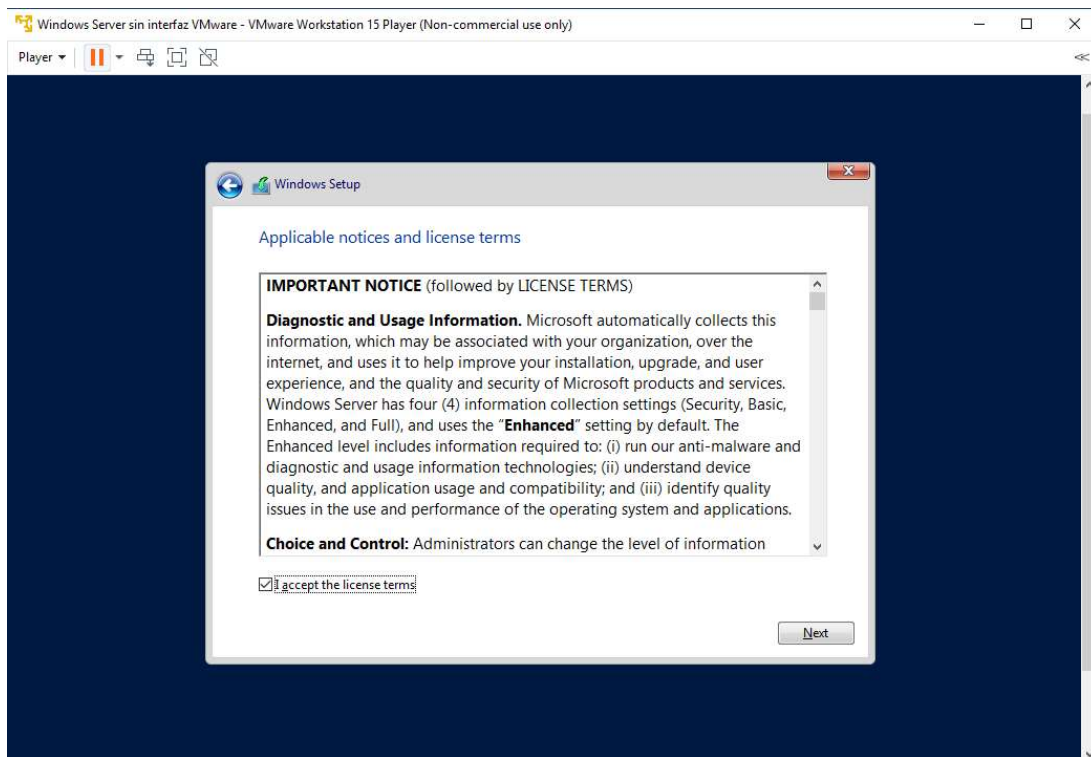 Windows Server sin interfaz VMware - VMware Workstation 15 Player (Non-commercial use only)
Player
Windows Setup
Applicable notices and license terms
IMPORTANT NOTICE (followed by LICENSE TERMS)
Diagnostic and Usage Information. Microsoft automatically collects this
information, which may be associated with your organization, over the
internet, and uses it to help improve your installation, upgrade, and user
experience, and the quality and security of Microsoft products and services.
Windows Server has four (4) information collection settings (Security, Basic,
Enhanced, and Full), and uses the “Enhanced” setting by default. The
Enhanced level includes information required to: (i) run our anti-malware and
diagnostic and usage information technologies; (ii) understand device
quality, and application usage and compatibility; and (iii) identify quality
issues in the use and performance of the operating system and applications.
Choice and Control: Administrators can change the level of information
I accept the license terms
Next